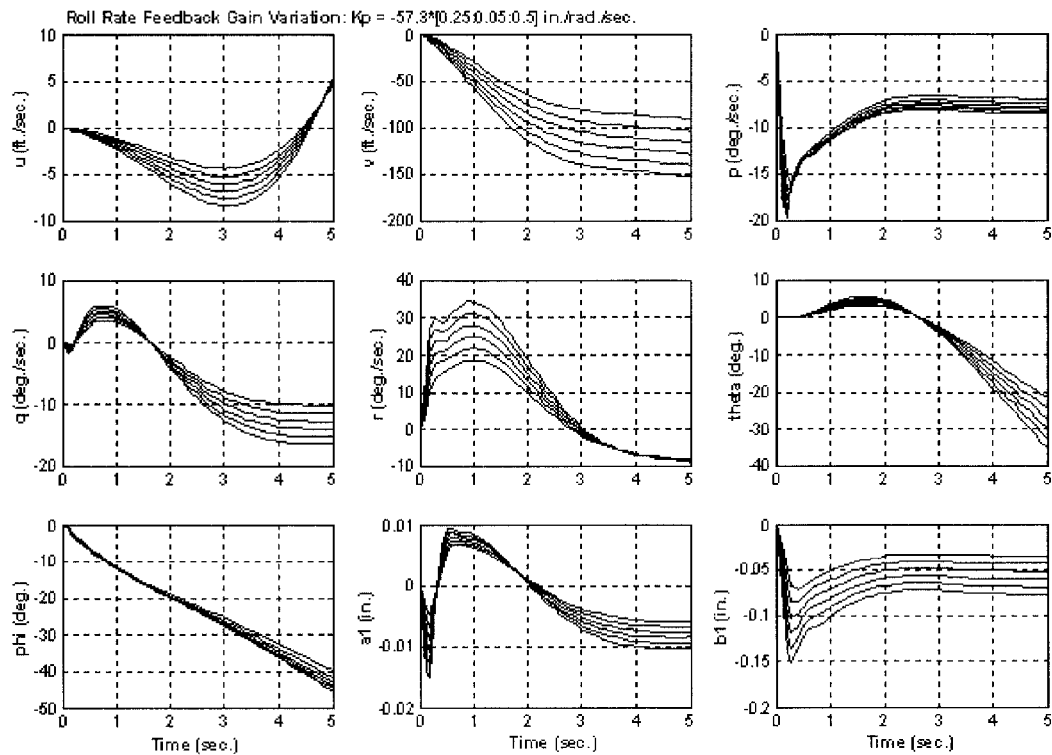 Roll Rate Feedback Gain Variation: Kp = -57.3*[0.25:0.05:0.5] in./rad./sec.
u (ft./sec.)
5
0
-5
-10
0 1 2 3 4 5
v (ft./sec.)
0
-50
-100
-150
-200
0 1 2 3 4 5
p (deg./sec.)
0
-5
-10
-15
-20
0 1 2 3 4 5
q (deg./sec.)
10
0
-10
-20
0 1 2 3 4 5
r (deg./sec.)
40
30
20
10
0
-10
0 1 2 3 4 5
theta (deg.)
10
0
-10
-20
-30
-40
0 1 2 3 4 5
phi (deg.)
0
-10
-20
-30
-40
-50
0 1 2 3 4 5
Time (sec.)
a1 (in.)
0.01
0
-0.01
-0.02
0 1 2 3 4 5
Time (sec.)
b1 (in.)
0
-0.05
-0.1
-0.15
-0.2
0 1 2 3 4 5
Time (sec.)